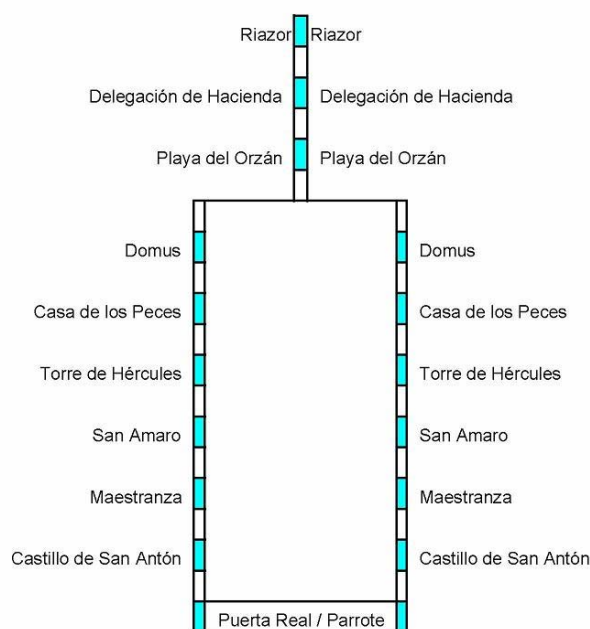 Riazor Riazor
Delegación de Hacienda Delegación de Hacienda
Playa del Orzán Playa del Orzán
Domus Domus
Casa de los Peces Casa de los Peces
Torre de Hércules Torre de Hércules
San Amaro San Amaro
Maestranza Maestranza
Castillo de San Antón Castillo de San Antón
Puerta Real / Parrote